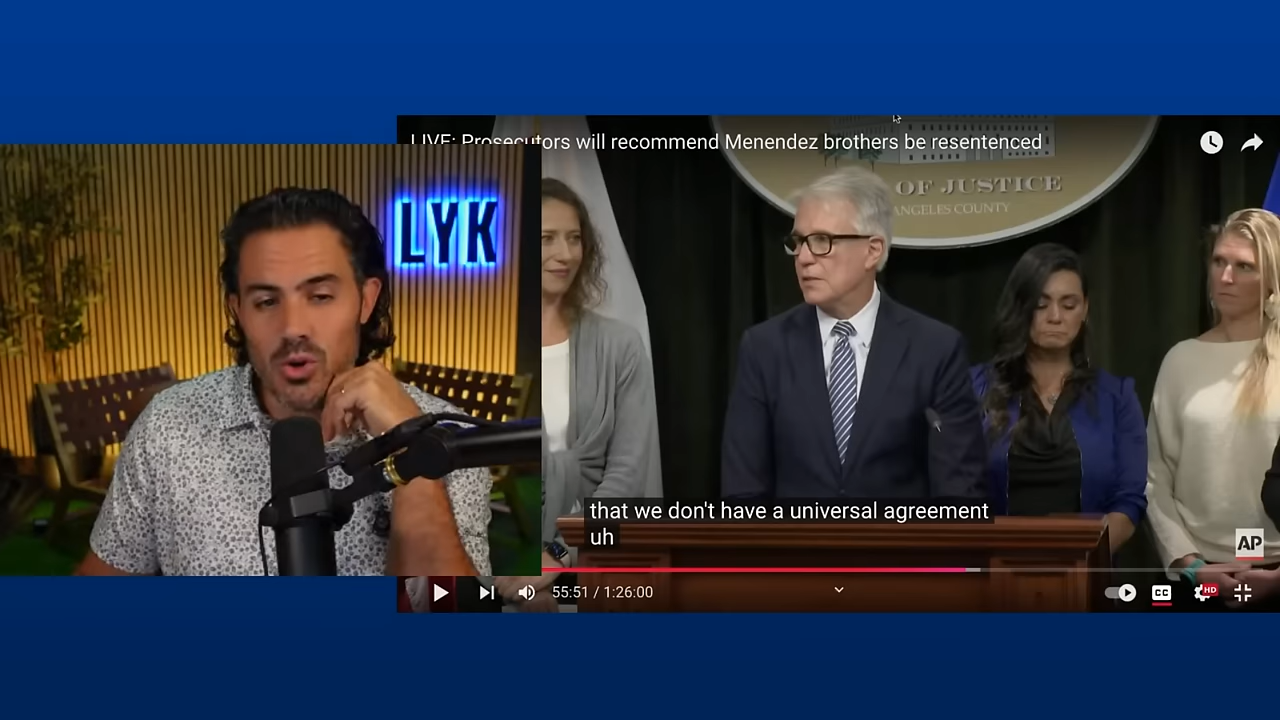 LIVE: Prosecutors will recommend Menendez brothers be resentenced
LYK
OF JUSTICE
ANGELES COUNTY
that we don't have a universal agreement
uh
AP
55:51 / 1:26:00
CC
HD